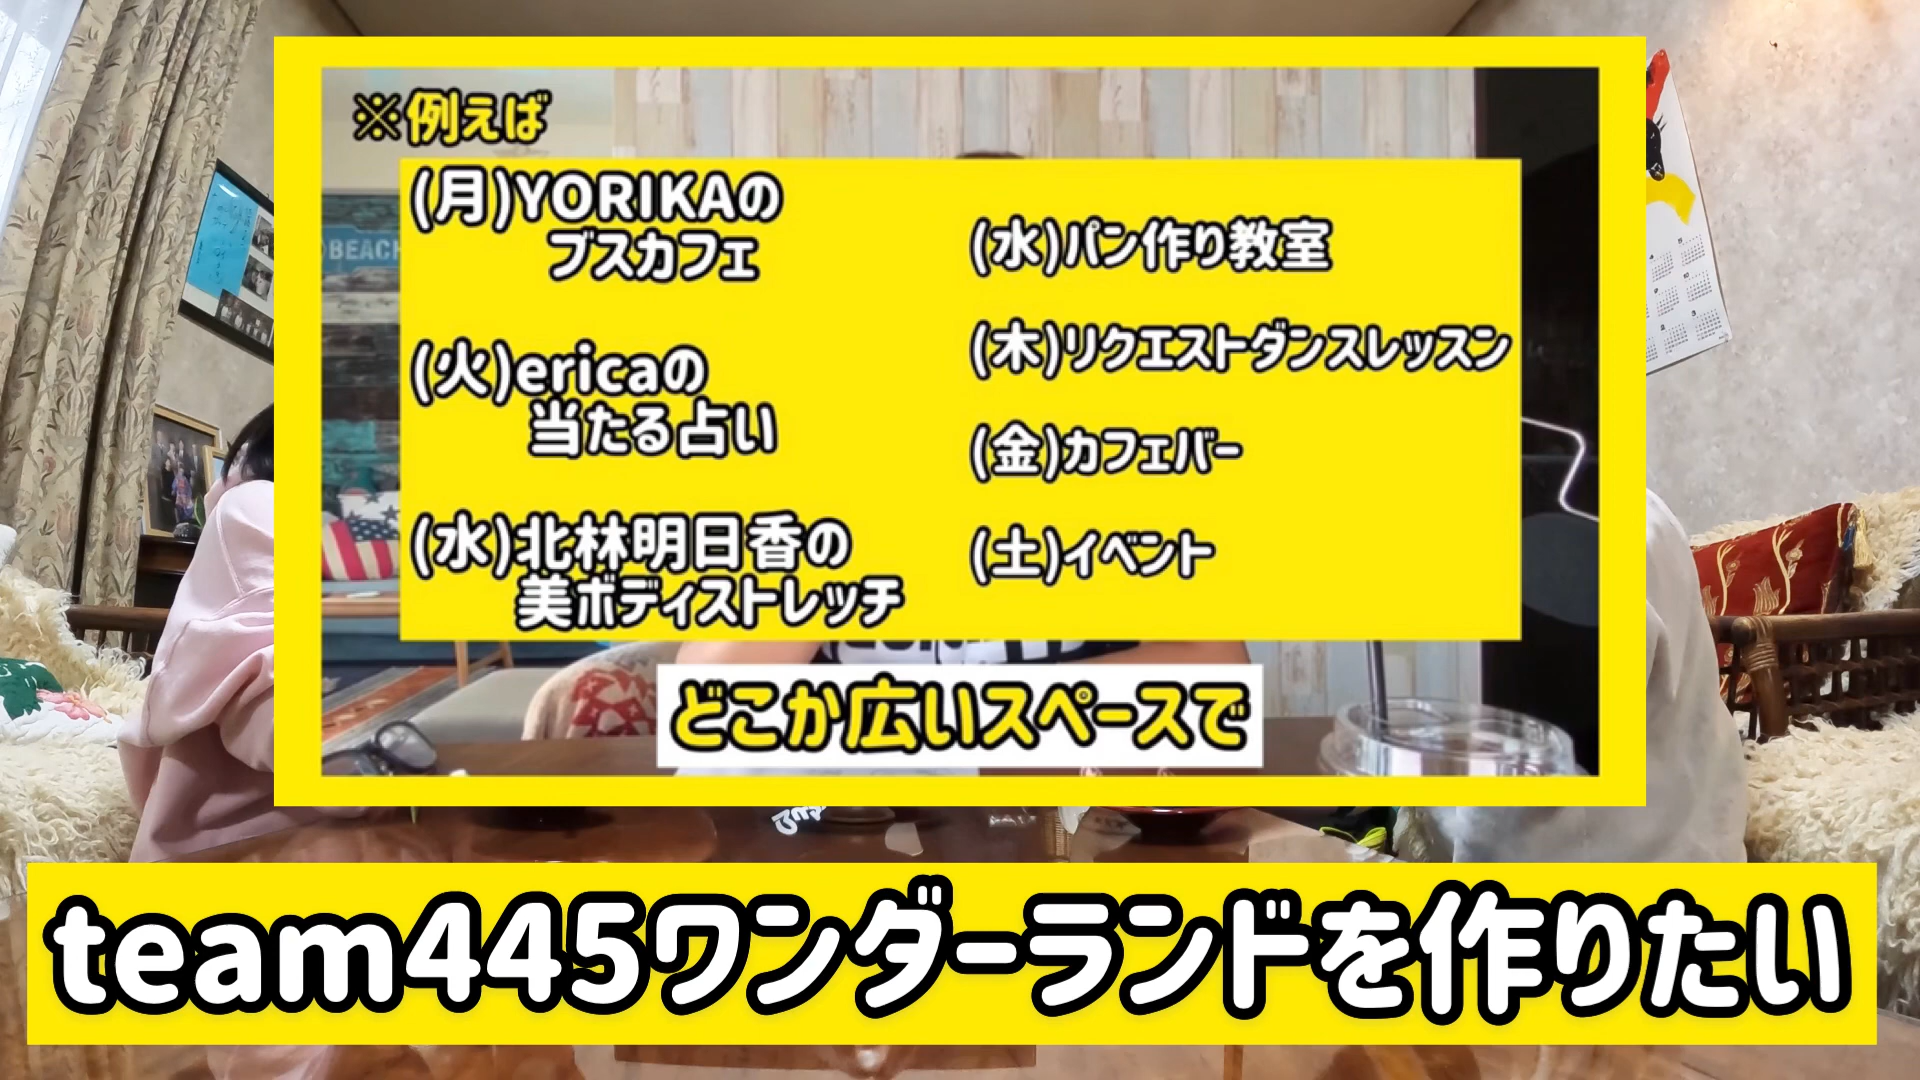 ※例えば
(月)YORIKAの
ブスカフェ
(火)ericaの
当たる占い
(水)北林明日香の
美ボディストレッチ
(水)パン作り教室
(木)リクエストダンスレッスン
(金)カフェバー
(土)イベント
BEACH
どこか広いスペースで
team445ワンダーランドを作りたい